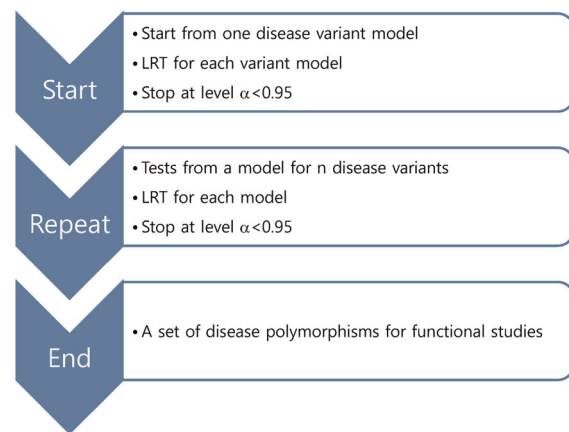 Start
• Start from one disease variant model
• LRT for each variant model
• Stop at level α<0.95
Repeat
• Tests from a model for n disease variants
• LRT for each model
• Stop at level α<0.95
End
• A set of disease polymorphisms for functional studies